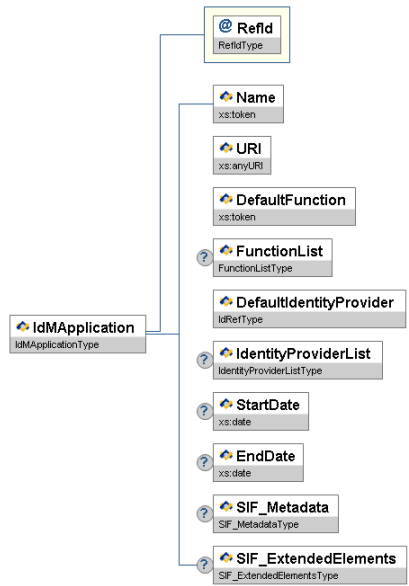 @ RefId
RefIdType
Name
xs:token
URI
xs:anyURI
DefaultFunction
xs:token
? FunctionList
FunctionListType
DefaultIdentityProvider
IdRefType
IdMApplication
IdMApplicationType
? IdentityProviderList
IdentityProviderListType
? StartDate
xs:date
? EndDate
xs:date
? SIF_Metadata
SIF_MetadataType
? SIF_ExtendedElements
SIF_ExtendedElementsType